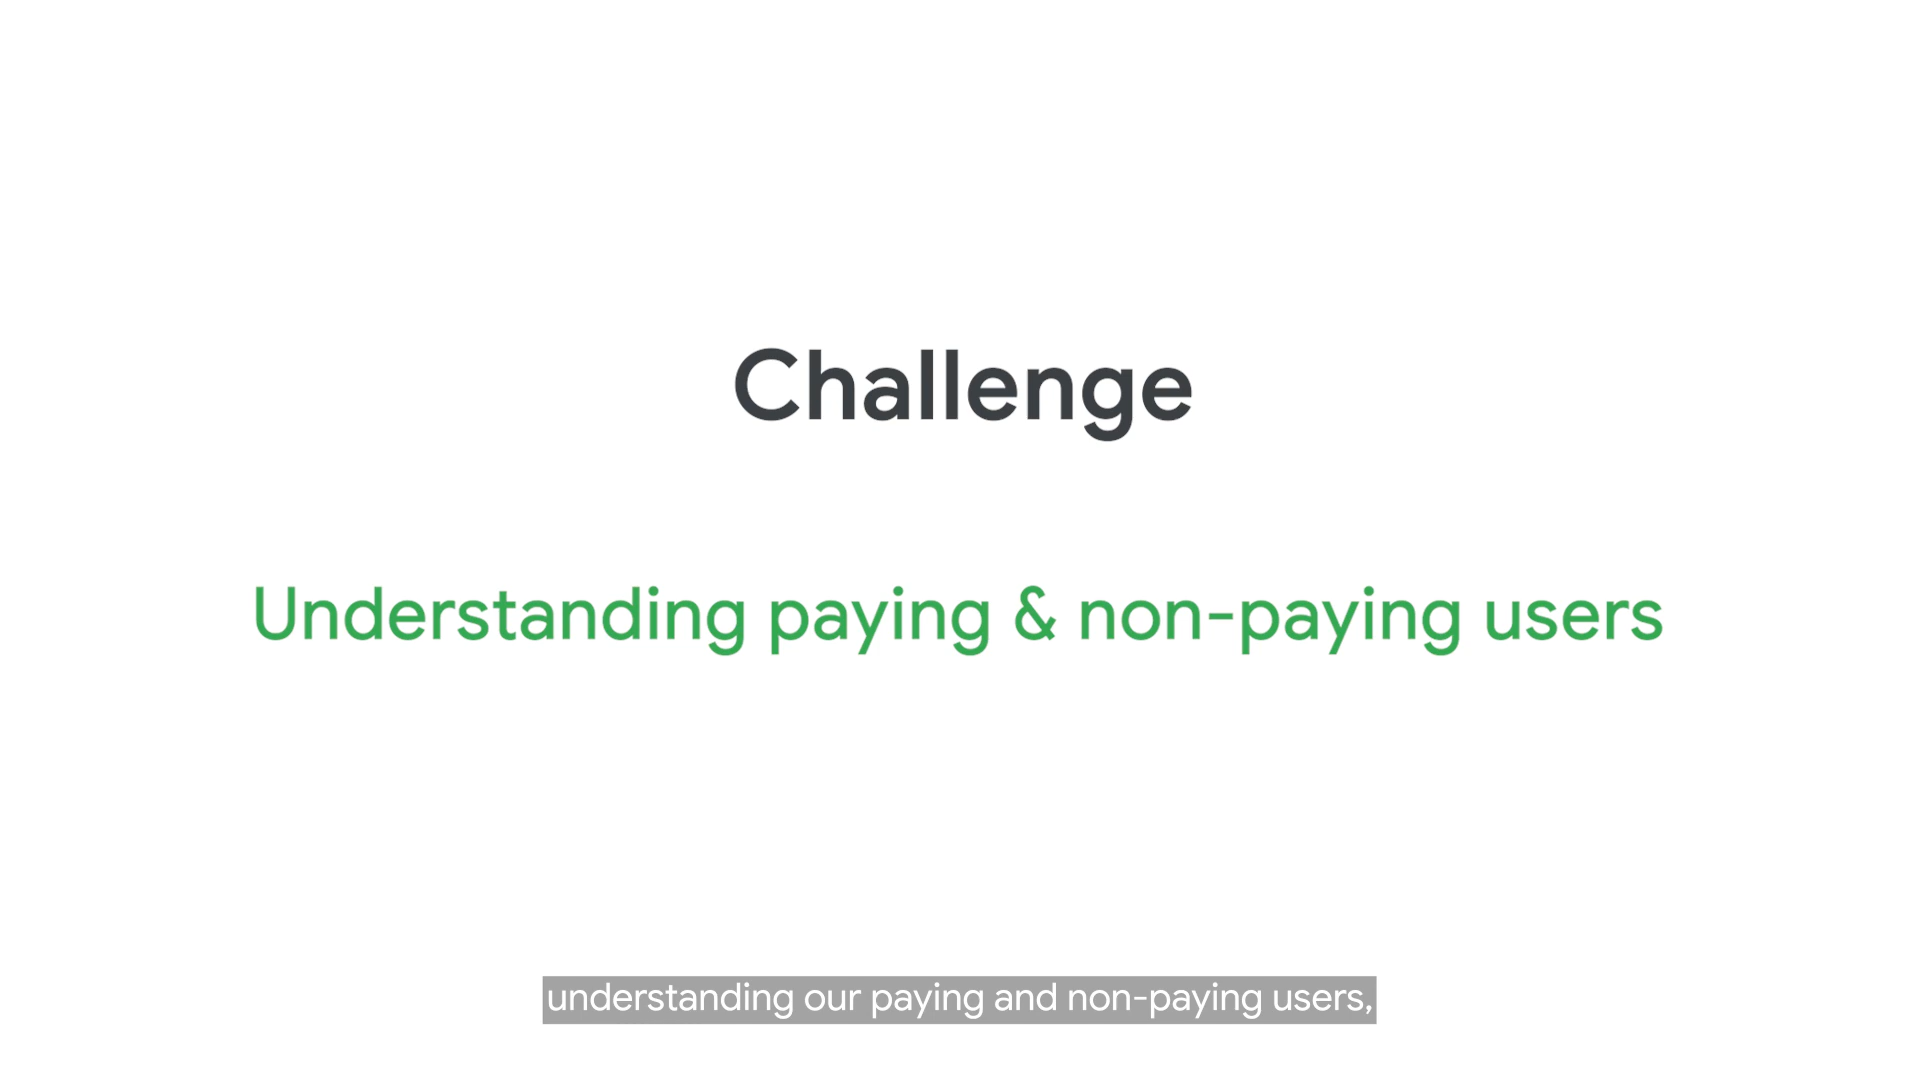 Challenge
Understanding paying & non-paying users
understanding our paying and non-paying users,